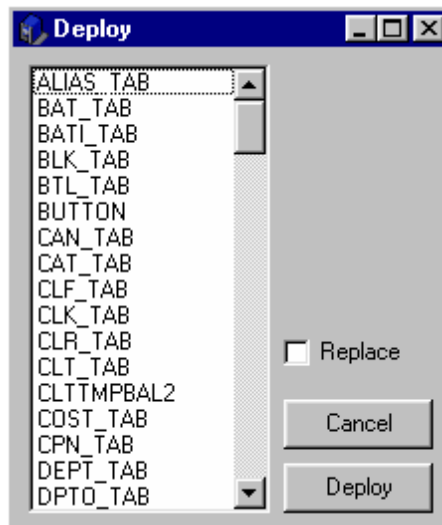 Deploy
ALIAS_TAB
BAT_TAB
BATI_TAB
BLK_TAB
BTL_TAB
BUTTON
CAN_TAB
CAT_TAB
CLF_TAB
CLK_TAB
CLR_TAB
CLT_TAB
CLTTMPBAL2
COST_TAB
CPN_TAB
DEPT_TAB
DPTO_TAB
Replace
Cancel
Deploy